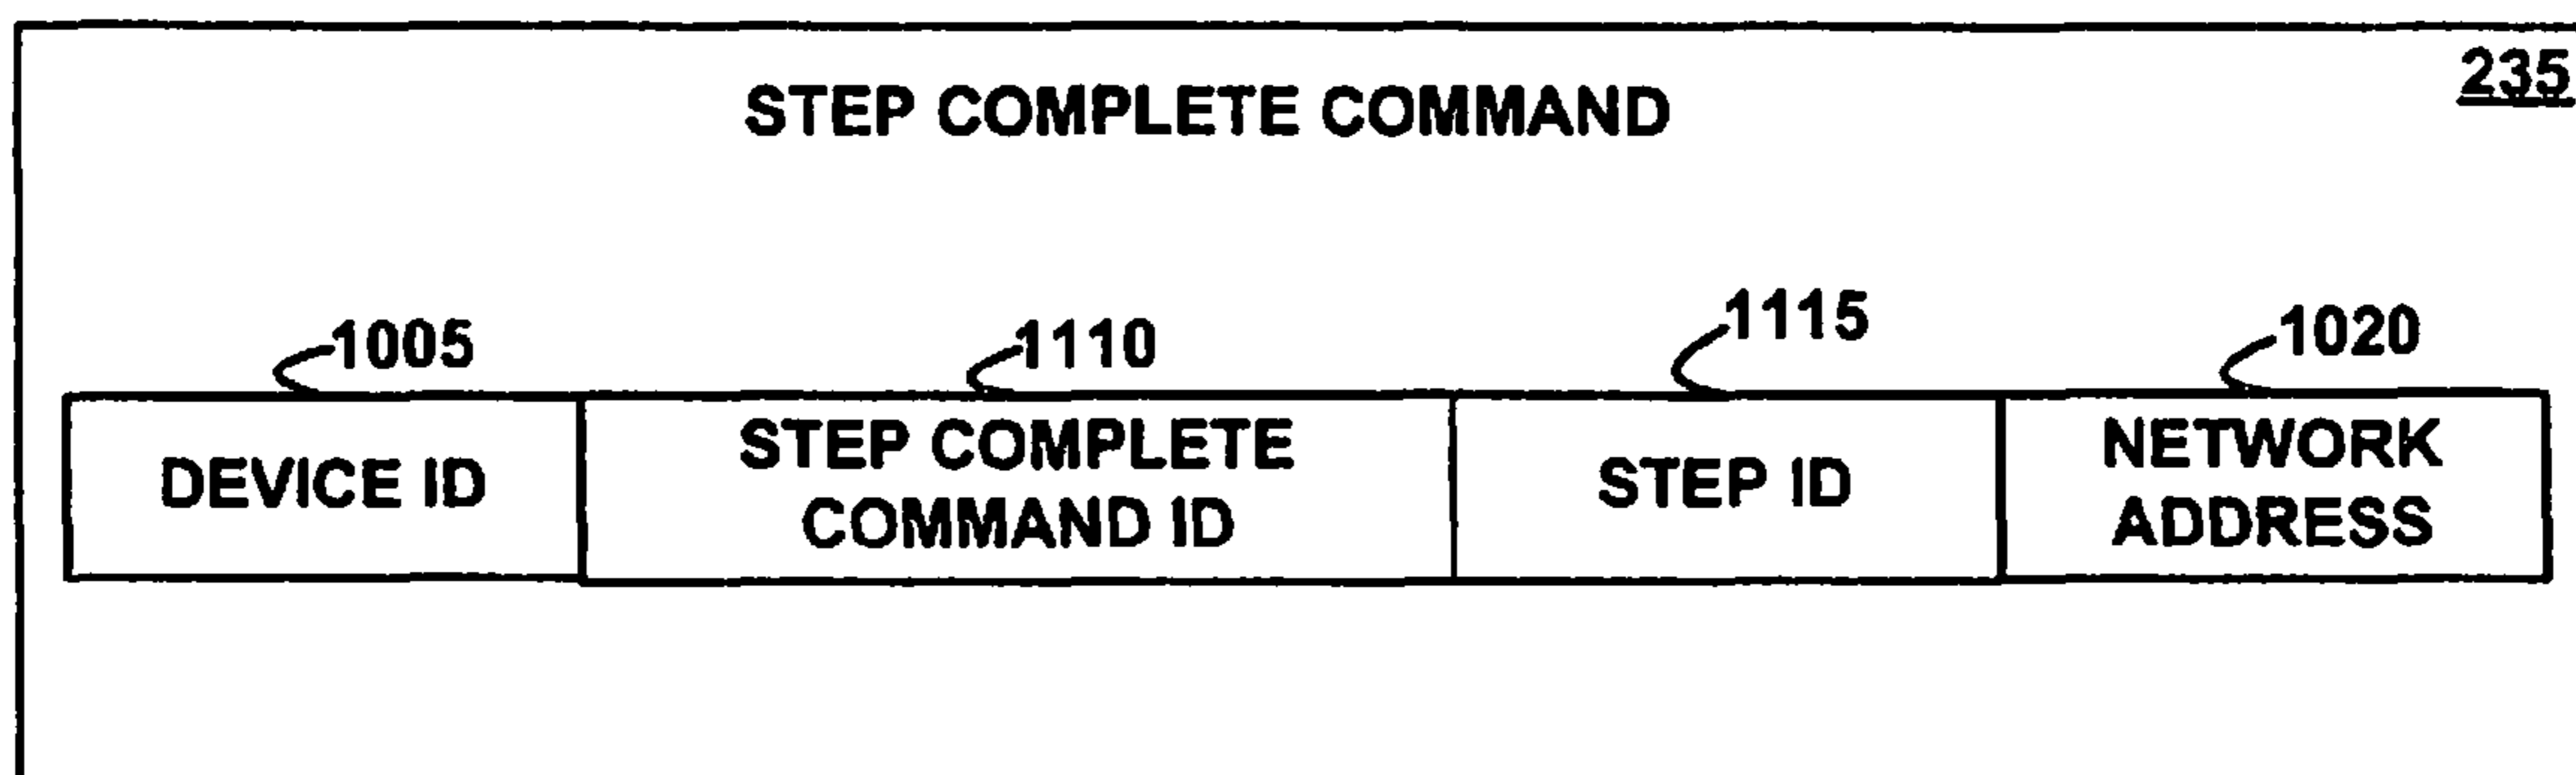 235
STEP COMPLETE COMMAND
1005
1110
1115
1020
DEVICE ID
STEP COMPLETE
COMMAND ID
STEP ID
NETWORK
ADDRESS